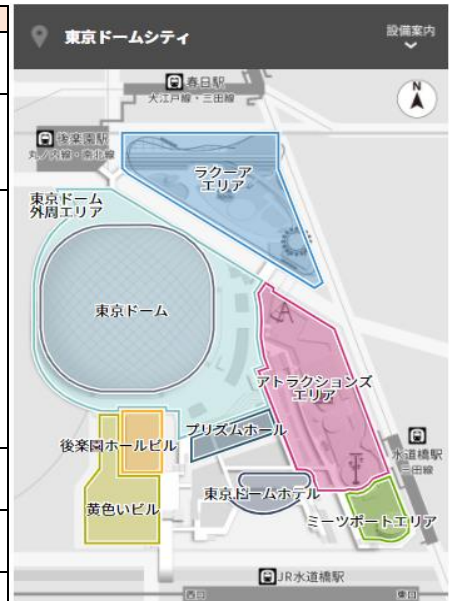 東京ドームシティ
設備案内
春日駅
大江戸線・三田線
N
後楽園駅
丸ノ内線・南北線
ラクーア
エリア
東京ドーム
外周エリア
東京ドーム
アトラクションズ
エリア
プリズムホール
後楽園ホールビル
水道橋駅
三田線
黄色いビル
東京ドームホテル
ミーツポートエリア
JR水道橋駅
西口
東口